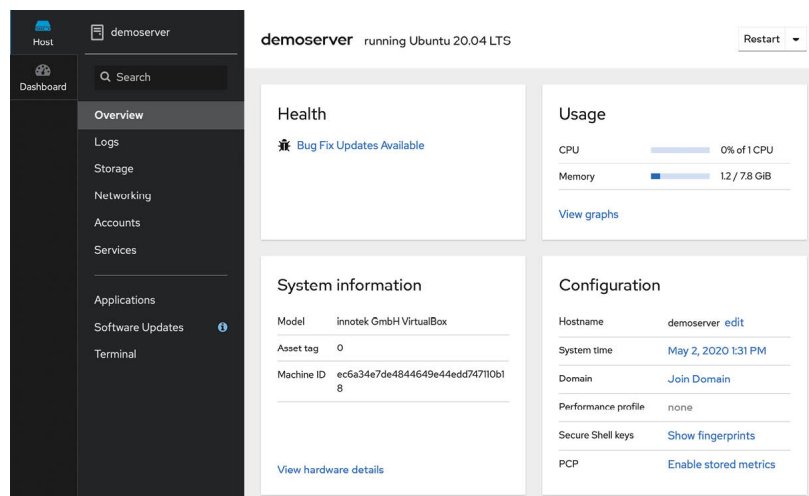 Host
Dashboard
demoserver
Search
Overview
Logs
Storage
Networking
Accounts
Services
Applications
Software Updates
Terminal
demoserver running Ubuntu 20.04 LTS
Restart
Health
Bug Fix Updates Available
Usage
CPU 0% of 1 CPU
Memory 1.2 / 7.8 GiB
View graphs
System information
Model innotek GmbH VirtualBox
Asset tag 0
Machine ID ec6a34e7de4844649e44edd747110b1
8
View hardware details
Configuration
Hostname demoserver edit
System time May 2, 2020 1:31 PM
Domain Join Domain
Performance profile none
Secure Shell keys Show fingerprints
PCP Enable stored metrics